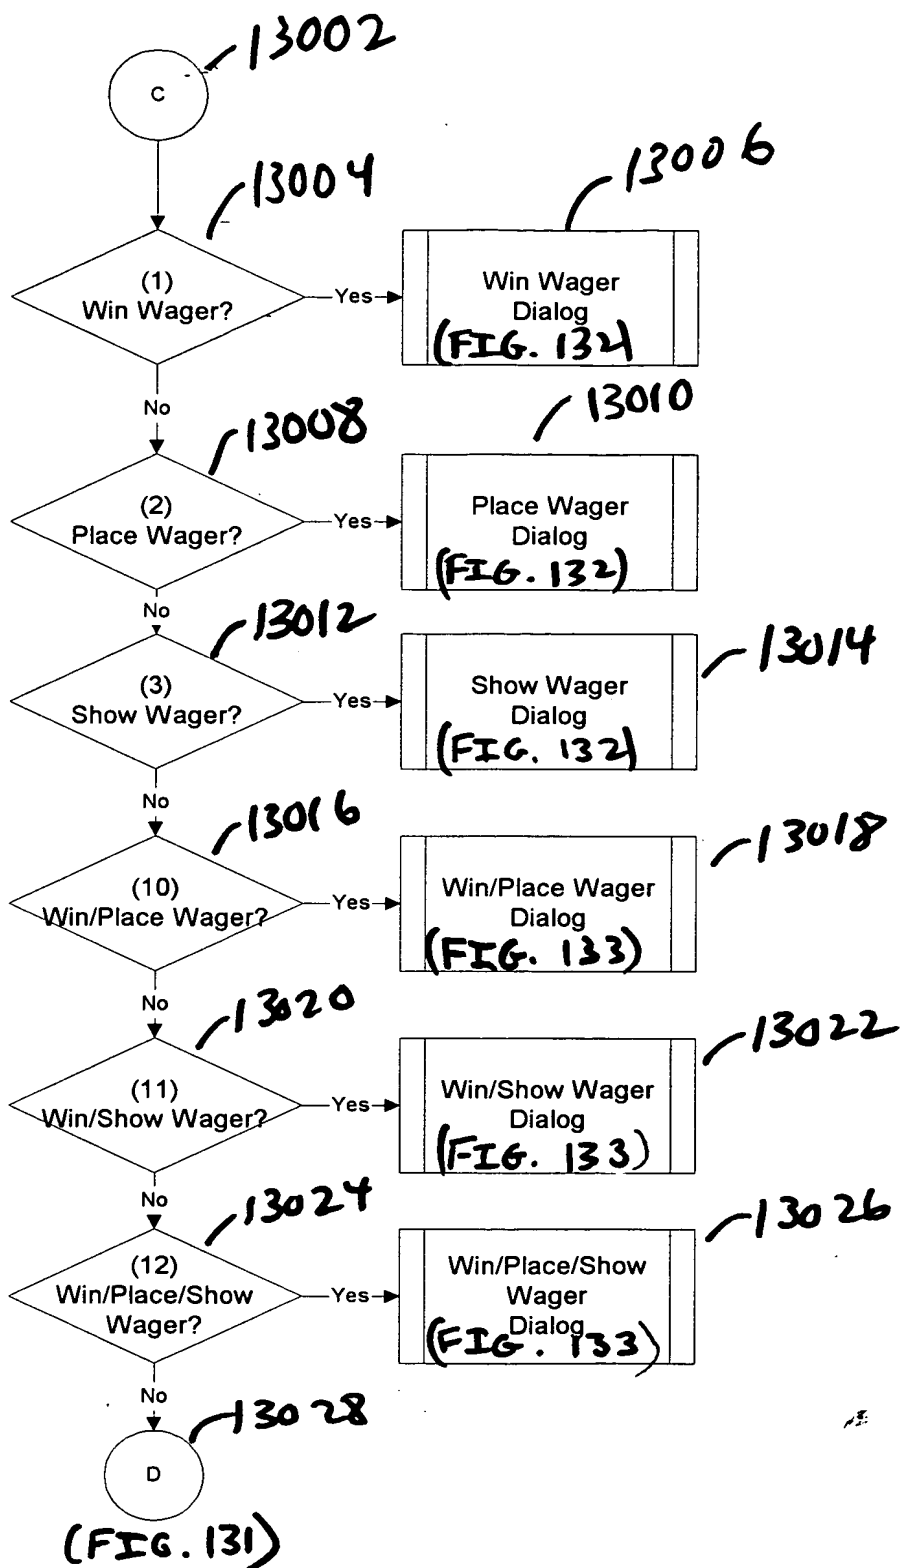 13002
C
13004
13006
(1)
Win Wager?
Yes
Win Wager
Dialog
(FIG. 132)
No
13008
13010
(2)
Place Wager?
Yes
Place Wager
Dialog
(FIG. 132)
No
13012
13014
(3)
Show Wager?
Yes
Show Wager
Dialog
(FIG. 132)
No
13016
13018
(10)
Win/Place Wager?
Yes
Win/Place Wager
Dialog
(FIG. 133)
No
13020
13022
(11)
Win/Show Wager?
Yes
Win/Show Wager
Dialog
(FIG. 133)
No
13024
13026
(12)
Win/Place/Show
Wager?
Yes
Win/Place/Show
Wager
Dialog
(FIG. 133)
No
13028
D
(FIG. 131)